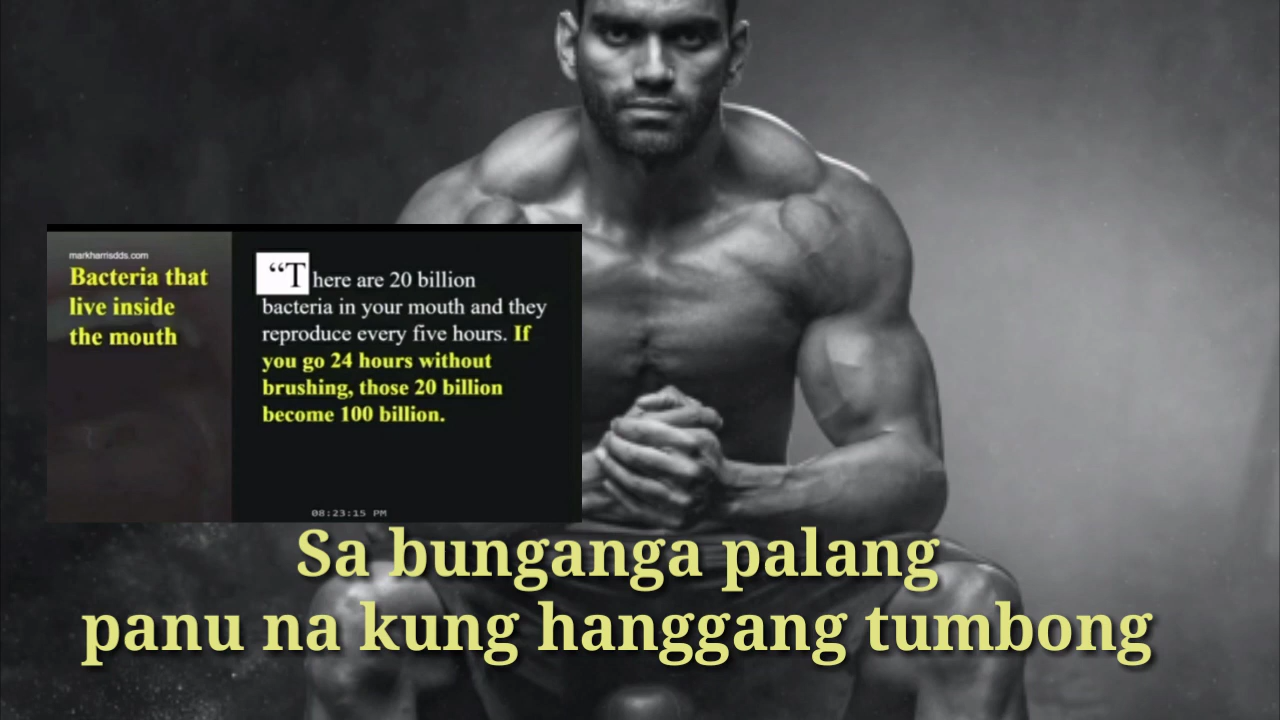 markharrisdds.com
Bacteria that
live inside
the mouth
“There are 20 billion
bacteria in your mouth and they
reproduce every five hours. If
you go 24 hours without
brushing, those 20 billion
become 100 billion.
08:23:15 PM
Sa bunganga palang
panu na kung hanggang tumbong